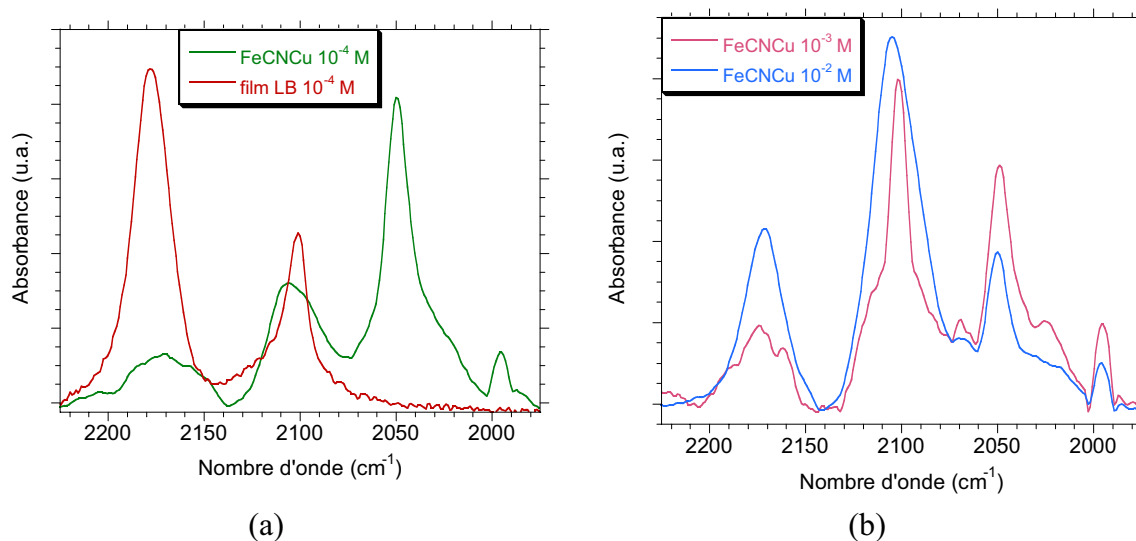 FeCNCu 10⁻⁴ M
film LB 10⁻⁴ M
Absorbance (u.a.)
2200 2150 2100 2050 2000
Nombre d'onde (cm⁻¹)
(a)
FeCNCu 10⁻³ M
FeCNCu 10⁻² M
Absorbance (u.a.)
2200 2150 2100 2050 2000
Nombre d'onde (cm⁻¹)
(b)